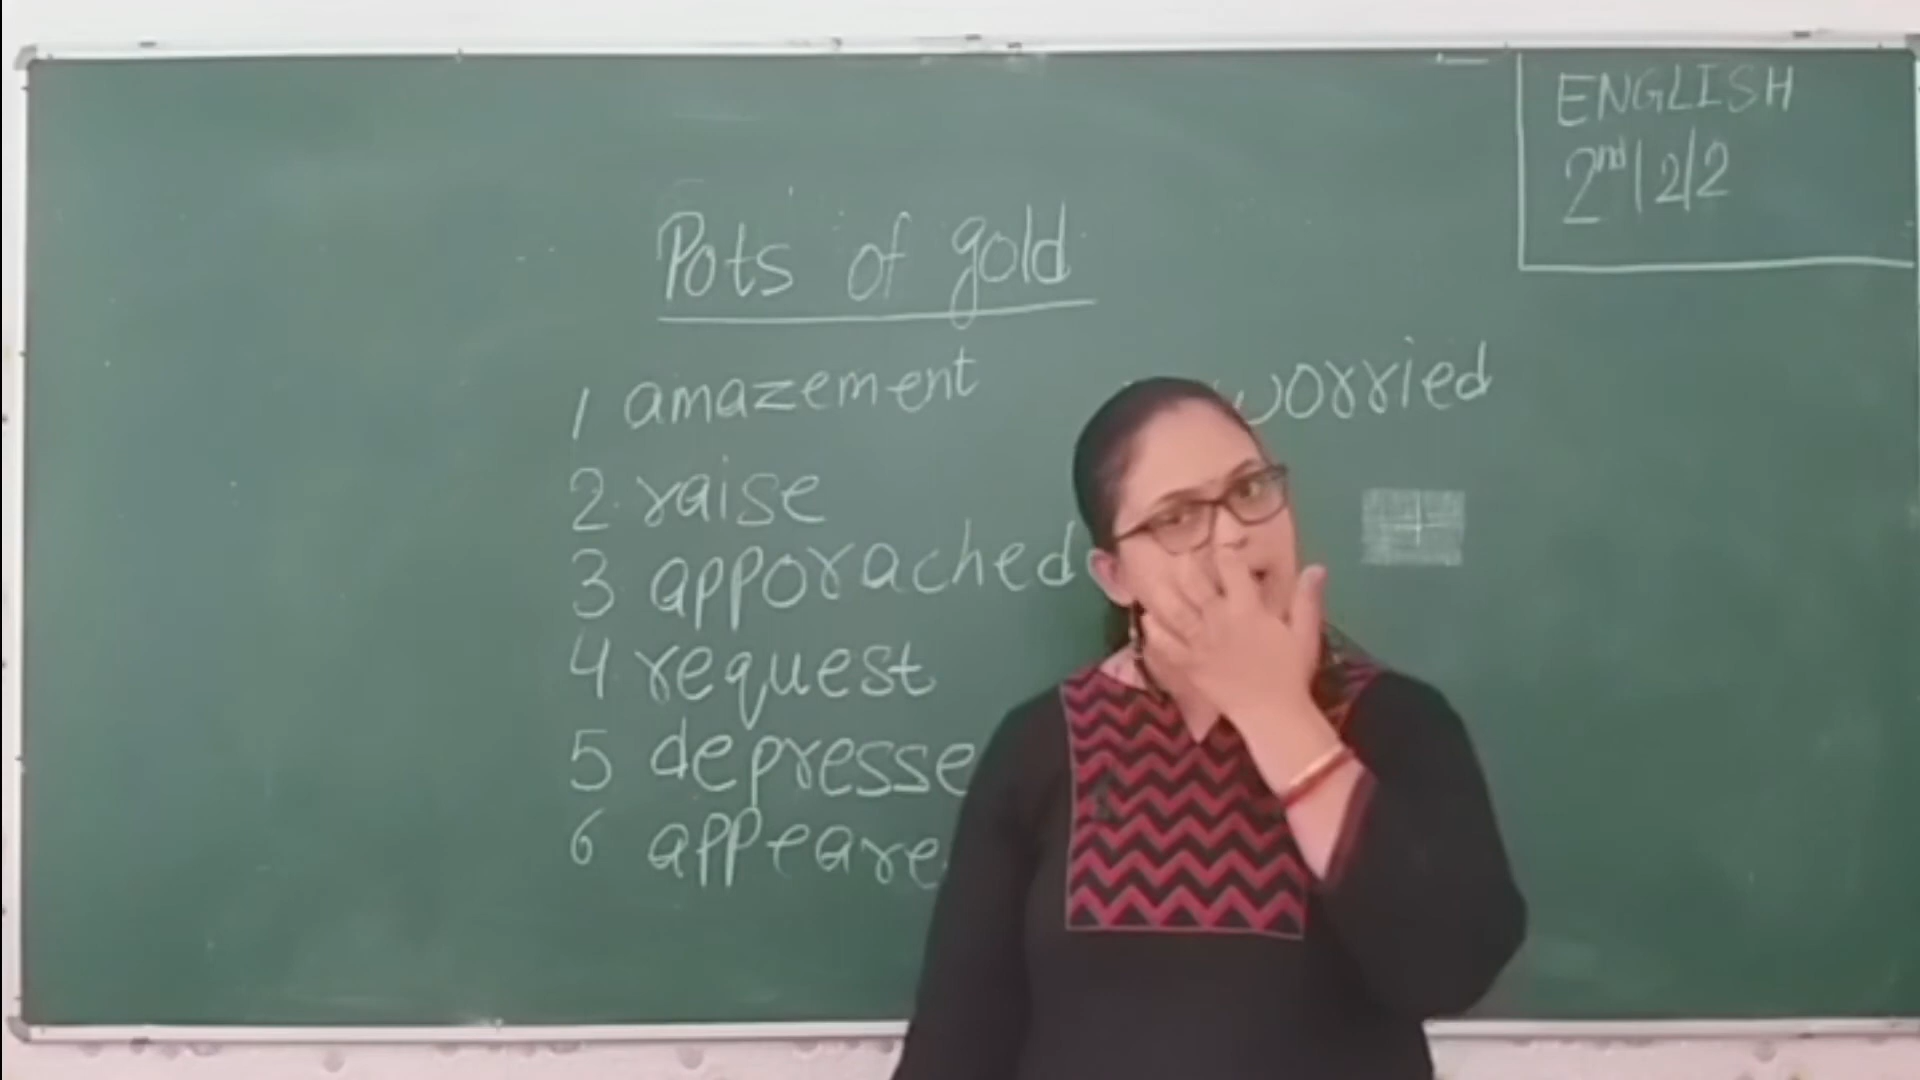 ENGLISH
2nd/2/2
Pots of gold
1 amazement
worried
2. raise
3 apporached
4 request
5 depresse
6 appeare